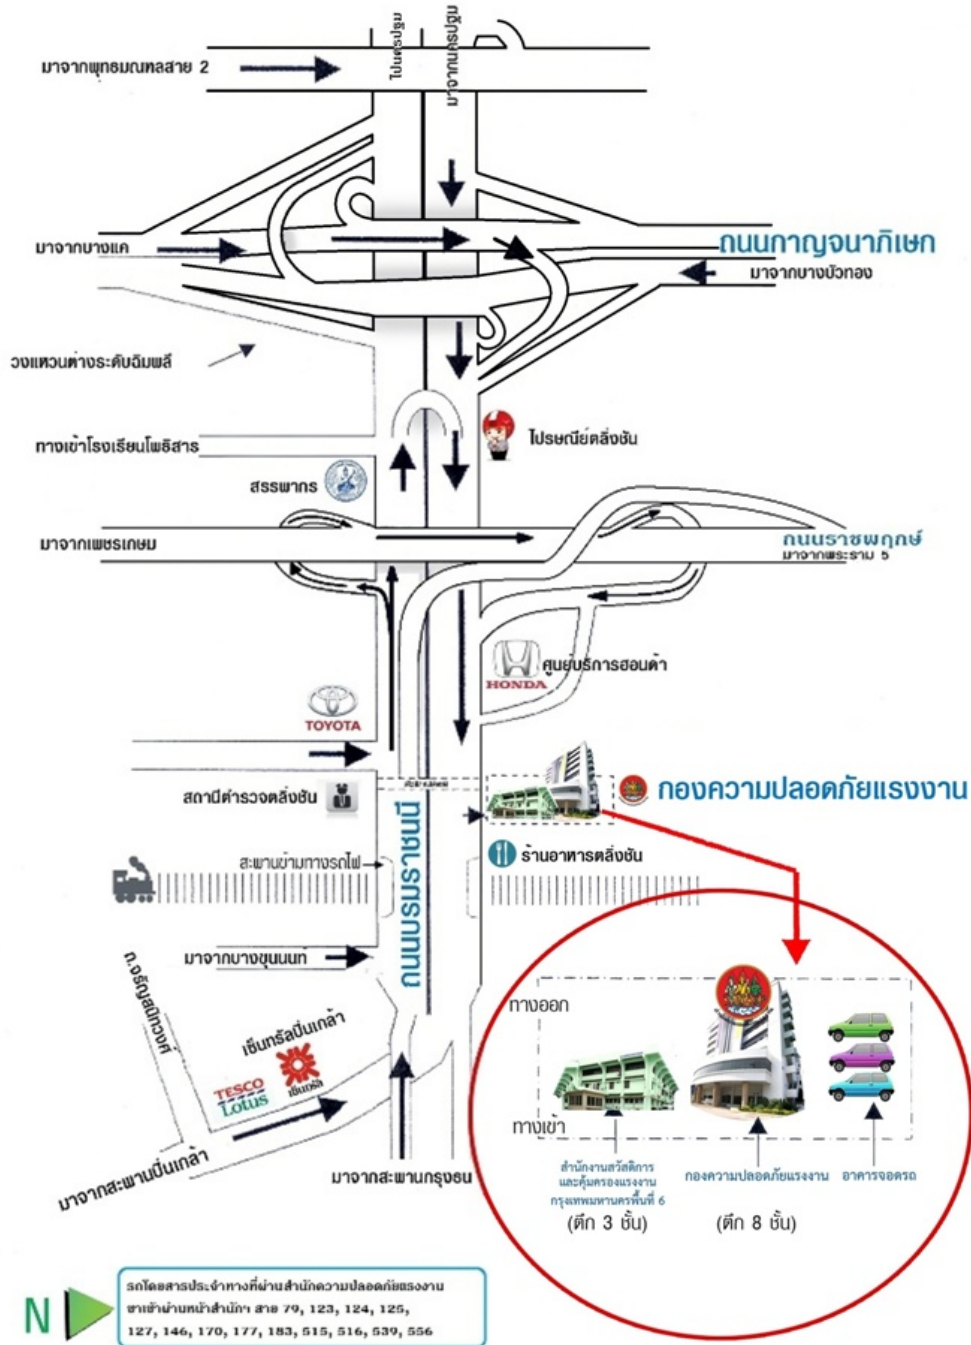 ไปนครปฐม
มาจากนครปฐม
มาจากพุทธมณฑลสาย 2
ถนนกาญจนาภิเษก
มาจากบางแค
มาจากบางบัวทอง
วงแหวนต่างระดับฉิมพลี
ไปรษณีย์ตลิ่งชัน
ทางเข้าโรงเรียนโพธิสาร
สรรพากร
มาจากเพชรเกษม
ถนนราชพฤกษ์
มาจากพระราม 5
ศูนย์บริการฮอนด้า
HONDA
TOYOTA
สถานีตำรวจตลิ่งชัน
กองความปลอดภัยแรงงาน
ถนนบรมราชชนนี
สะพานข้ามทางรถไฟ
ร้านอาหารตลิ่งชัน
มาจากบางขุนนนท์
ถ.จรัญสนิทวงศ์
เซ็นทรัลปิ่นเกล้า
TESCO
Lotus
เซ็นทรัล
มาจากสะพานปิ่นเกล้า
มาจากสะพานกรุงธน
ทางออก
ทางเข้า
สำนักงานสวัสดิการ
และคุ้มครองแรงงาน
กรุงเทพมหานครพื้นที่ 6
(ตึก 3 ชั้น)
กองความปลอดภัยแรงงาน
(ตึก 8 ชั้น)
อาคารจอดรถ
N
รถโดยสารประจำทางที่ผ่านสำนักความปลอดภัยแรงงาน
ขาเข้าผ่านหน้าสำนักฯ สาย 79, 123, 124, 125,
127, 146, 170, 177, 183, 515, 516, 539, 556